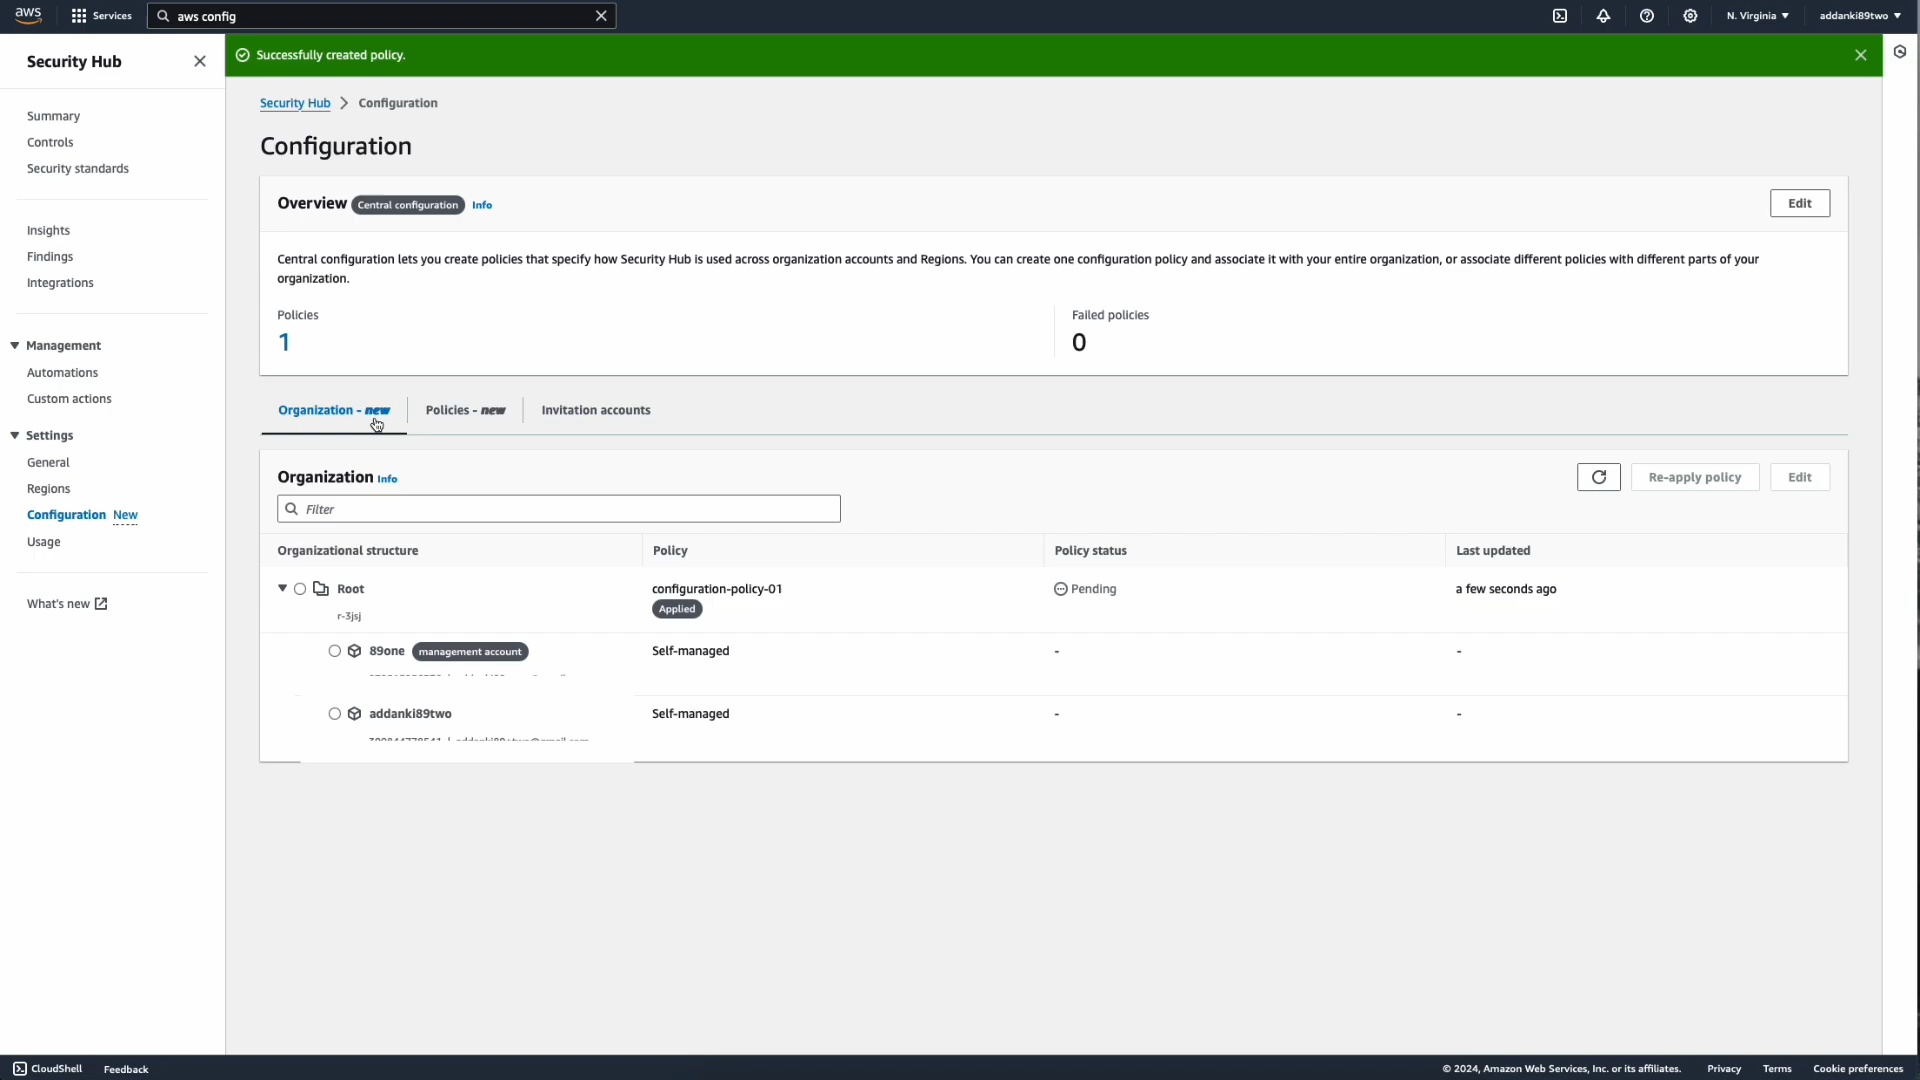 aws
Services
aws config
N. Virginia
addanki89two
Security Hub
Successfully created policy.
Summary
Controls
Security standards
Insights
Findings
Integrations
Management
Automations
Custom actions
Settings
General
Regions
Configuration New
Usage
What's new
Security Hub > Configuration
Configuration
Overview Central configuration Info
Edit
Central configuration lets you create policies that specify how Security Hub is used across organization accounts and Regions. You can create one configuration policy and associate it with your entire organization, or associate different policies with different parts of your
organization.
Policies
1
Failed policies
0
Organization - new
Policies - new
Invitation accounts
Organization Info
Re-apply policy
Edit
Filter
Organizational structure
Policy
Policy status
Last updated
Root
r-3jsj
configuration-policy-01
Applied
Pending
a few seconds ago
89one management account
Self-managed
-
-
addanki89two
Self-managed
-
-
CloudShell
Feedback
© 2024, Amazon Web Services, Inc. or its affiliates.
Privacy
Terms
Cookie preferences